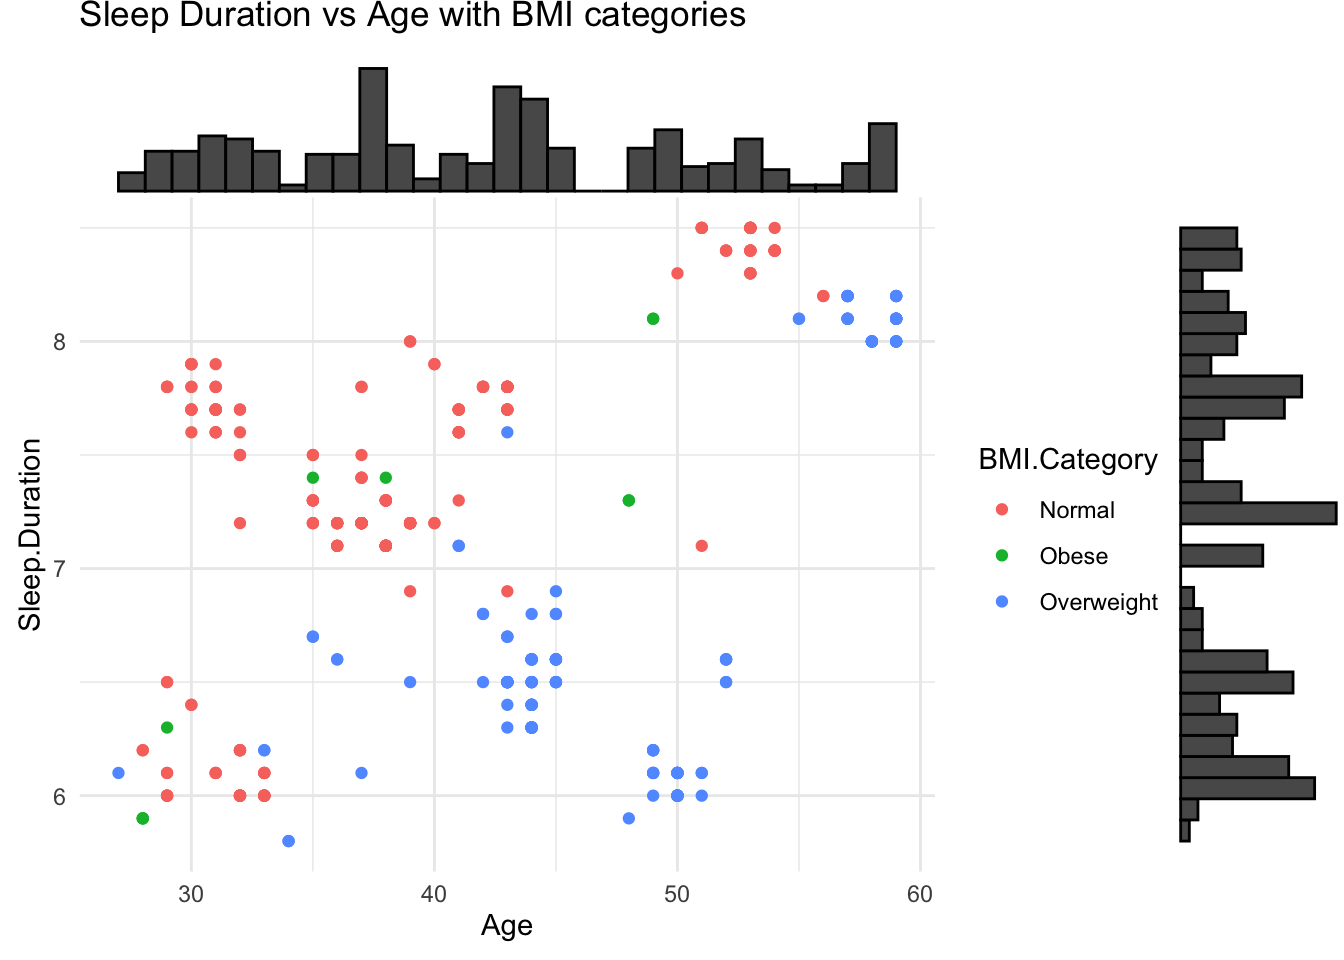 Sleep Duration vs Age with BMI categories
8
7
6
Sleep.Duration
30 40 50 60
Age
BMI.Category
Normal
Obese
Overweight